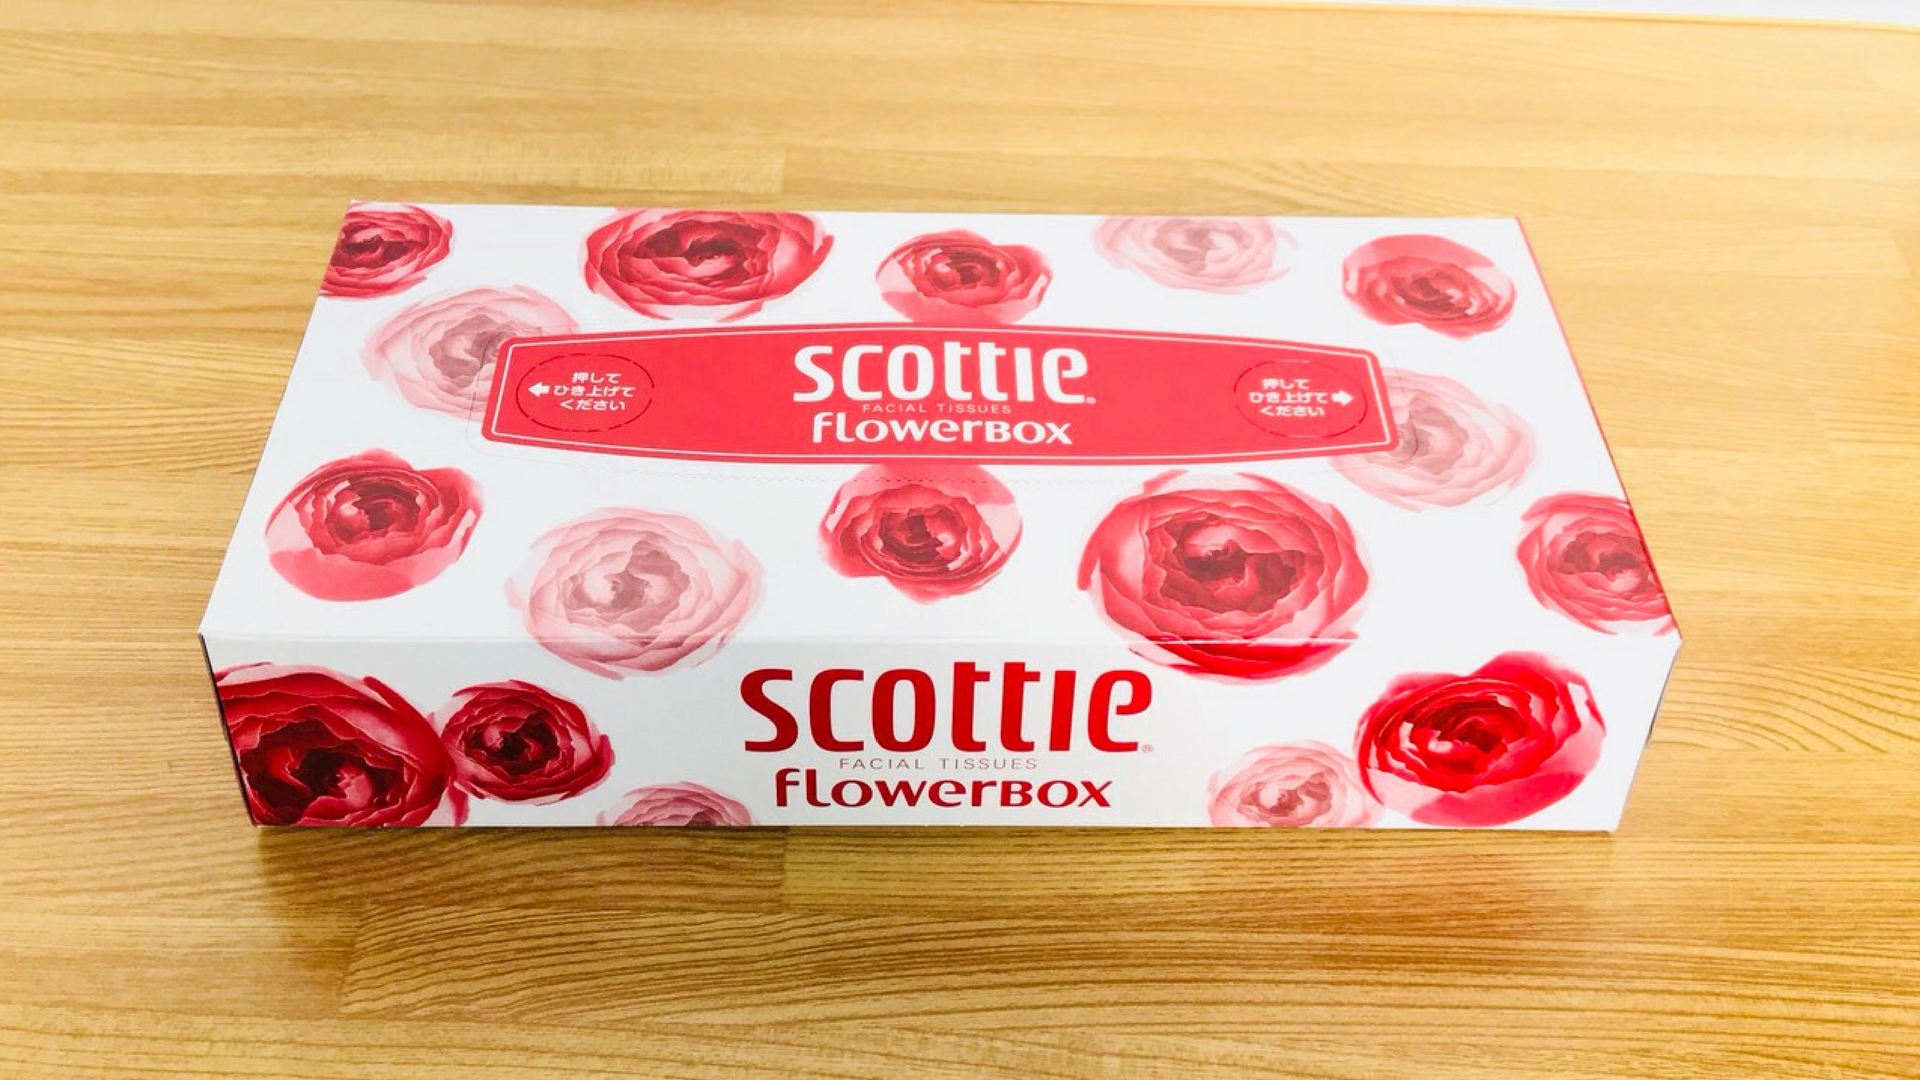 scottie®
FACIAL TISSUES
flowerBOX
押して
ひき上げて
ください
押して
ひき上げて
ください
scottie®
FACIAL TISSUES
flowerBOX